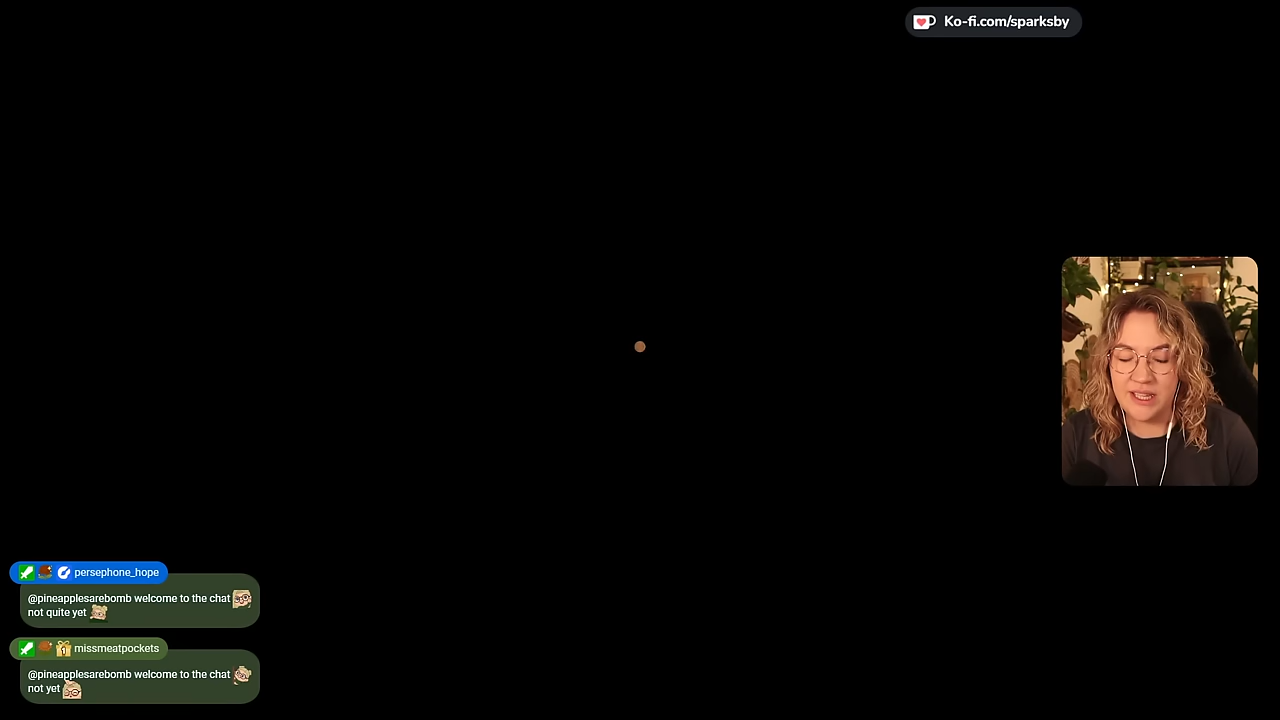 Ko-fi.com/sparksby
persephone_hope
@pineapplesarebomb welcome to the chat
not quite yet
missmeatpockets
@pineapplesarebomb welcome to the chat
not yet